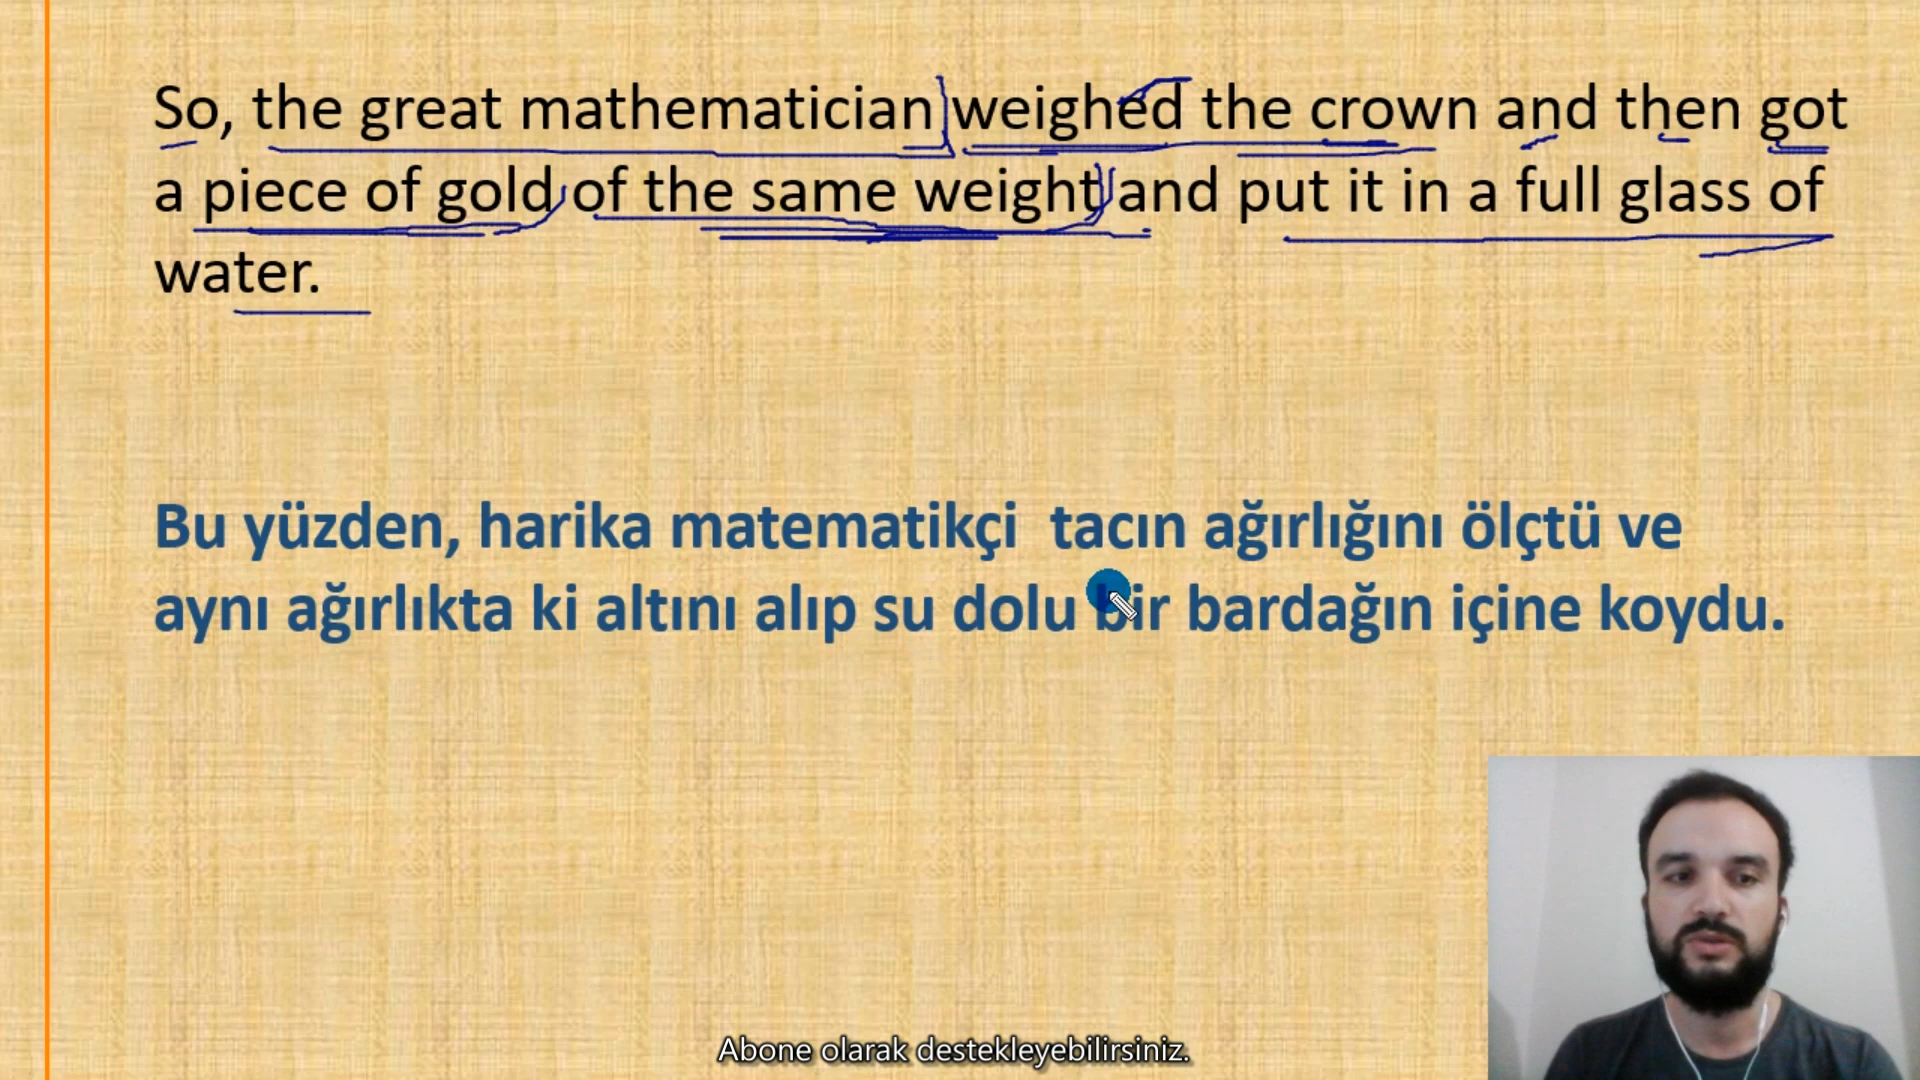 So, the great mathematician weighed the crown and then got
a piece of gold of the same weight and put it in a full glass of
water.
Bu yüzden, harika matematikçi tacın ağırlığını ölçtü ve
aynı ağırlıkta ki altını alıp su dolu bir bardağın içine koydu.
Abone olarak destekleyebilirsiniz.